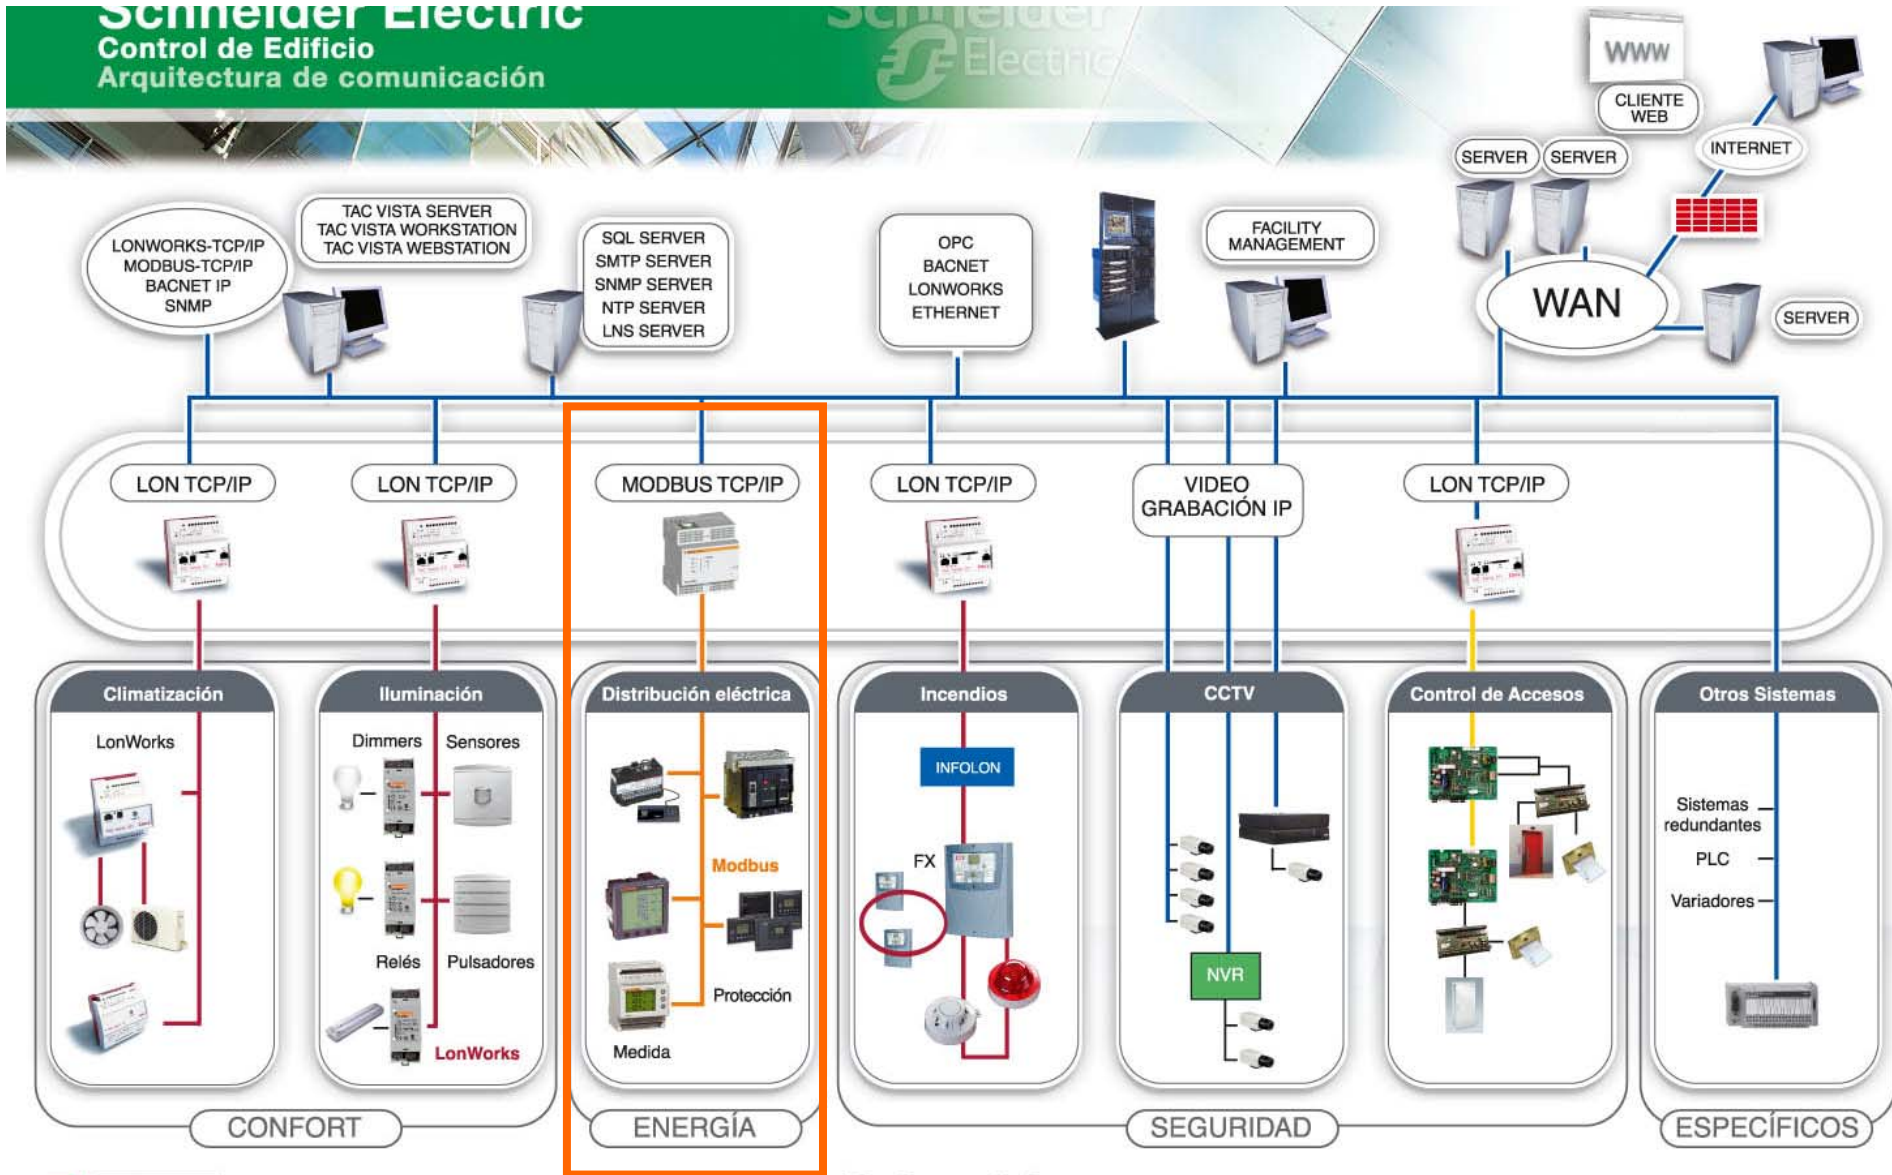 Schneider Electric
Control de Edificio
Arquitectura de comunicación
Schneider
Electric
WWW
CLIENTE
WEB
INTERNET
SERVER
SERVER
LONWORKS-TCP/IP
MODBUS-TCP/IP
BACNET IP
SNMP
TAC VISTA SERVER
TAC VISTA WORKSTATION
TAC VISTA WEBSTATION
SQL SERVER
SMTP SERVER
SNMP SERVER
NTP SERVER
LNS SERVER
OPC
BACNET
LONWORKS
ETHERNET
FACILITY
MANAGEMENT
WAN
SERVER
LON TCP/IP
LON TCP/IP
MODBUS TCP/IP
LON TCP/IP
VIDEO
GRABACIÓN IP
LON TCP/IP
Climatización
LonWorks
Iluminación
Dimmers
Sensores
Relés
Pulsadores
LonWorks
Distribución eléctrica
Modbus
Protección
Medida
Incendios
INFOLON
FX
CCTV
NVR
Control de Accesos
Otros Sistemas
Sistemas
redundantes
PLC
Variadores
CONFORT
ENERGÍA
SEGURIDAD
ESPECÍFICOS